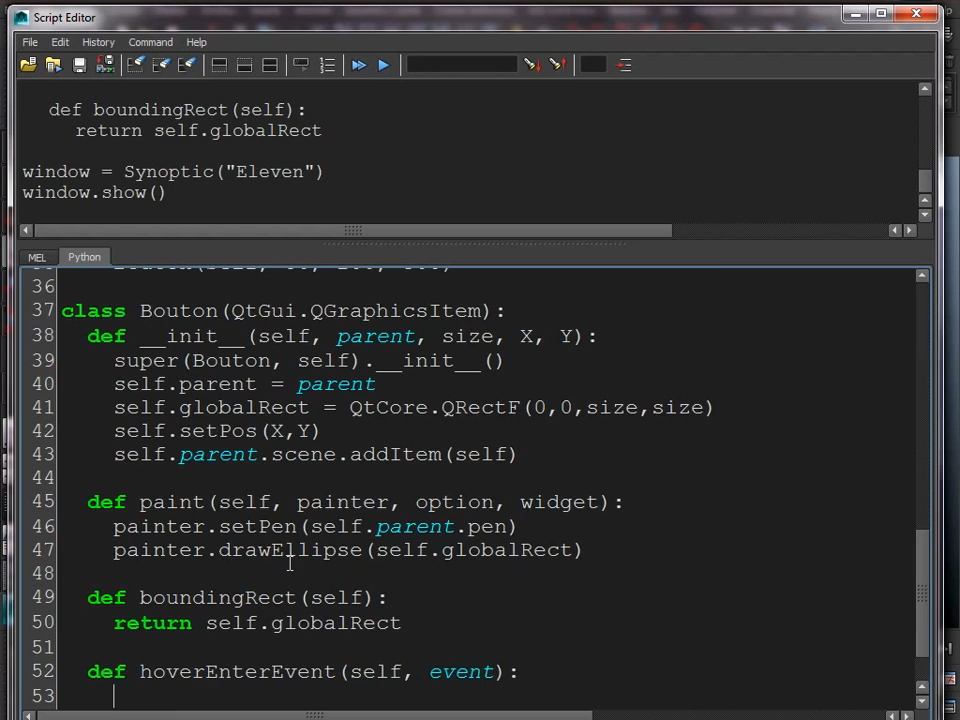 Script Editor
File Edit History Command Help
def boundingRect(self):
return self.globalRect
window = Synoptic("Eleven")
window.show()
MEL Python
36
37 class Bouton(QtGui.QGraphicsItem):
38 def __init__(self, parent, size, X, Y):
39 super(Bouton, self).__init__()
40 self.parent = parent
41 self.globalRect = QtCore.QRectF(0,0,size,size)
42 self.setPos(X,Y)
43 self.parent.scene.addItem(self)
44
45 def paint(self, painter, option, widget):
46 painter.setPen(self.parent.pen)
47 painter.drawEllipse(self.globalRect)
48
49 def boundingRect(self):
50 return self.globalRect
51
52 def hoverEnterEvent(self, event):
53